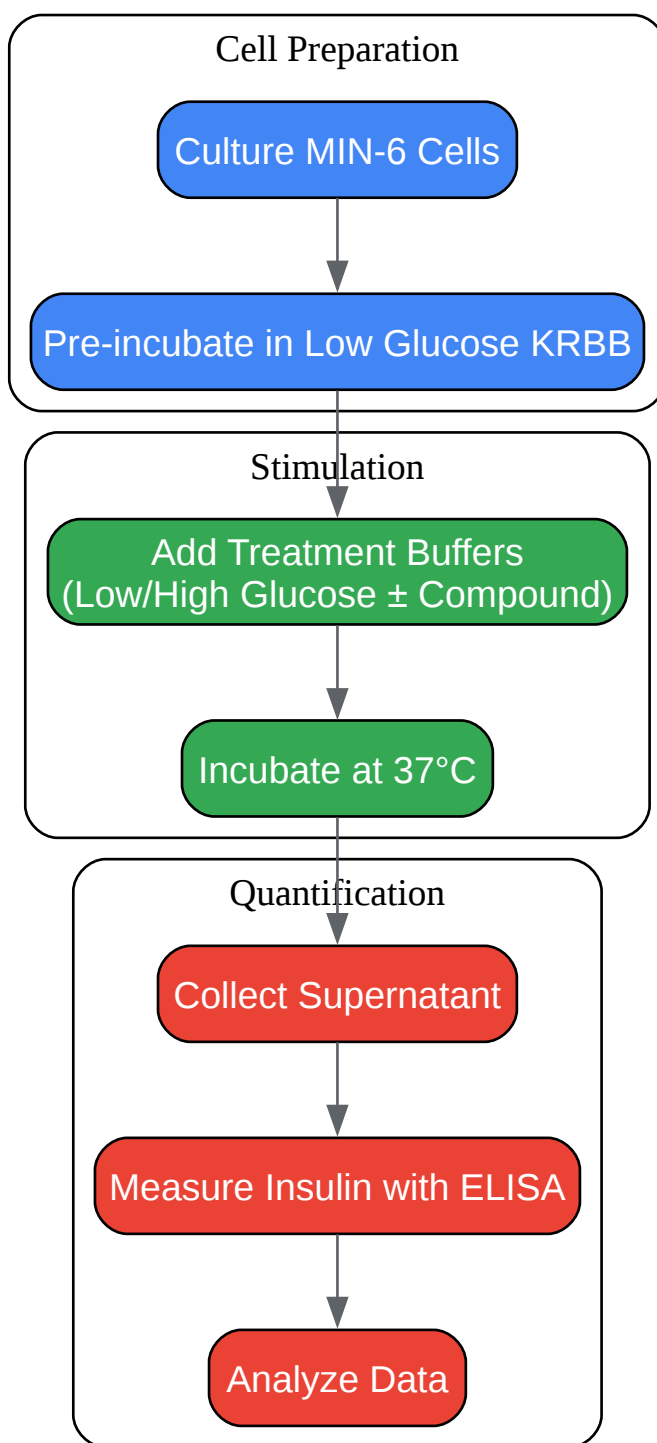 Cell Preparation
Culture MIN-6 Cells
Pre-incubate in Low Glucose KRBB
Stimulation
Add Treatment Buffers
(Low/High Glucose ± Compound)
Incubate at 37°C
Quantification
Collect Supernatant
Measure Insulin with ELISA
Analyze Data